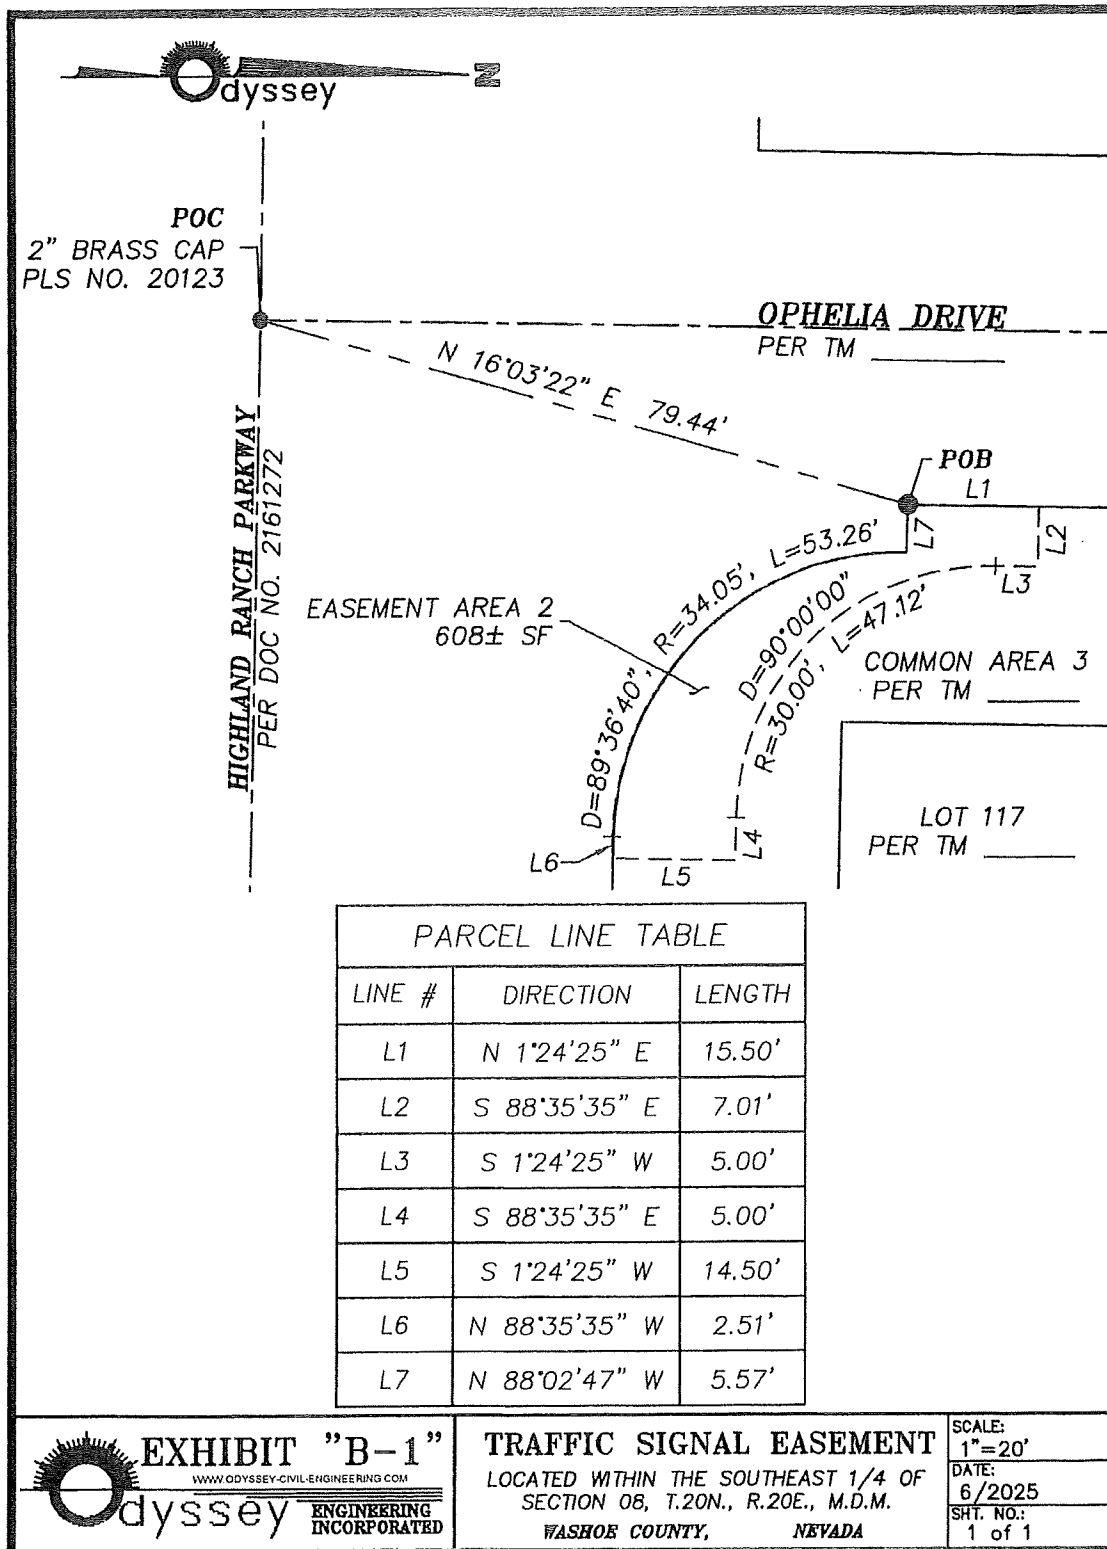 dyssey
N
POC
2" BRASS CAP
PLS NO. 20123
OPHELIA DRIVE
PER TM
N 16°03'22" E 79.44'
HIGHLAND RANCH PARKWAY
PER DOC NO. 2161272
POB
L1
L7
L2
L3
D=89°36'40", R=34.05', L=53.26'
D=90°00'00"
R=30.00', L=47.12'
EASEMENT AREA 2
608± SF
COMMON AREA 3
PER TM
LOT 117
PER TM
L6
L5
L4
PARCEL LINE TABLE
LINE # DIRECTION LENGTH
L1 N 1°24'25" E 15.50'
L2 S 88°35'35" E 7.01'
L3 S 1°24'25" W 5.00'
L4 S 88°35'35" E 5.00'
L5 S 1°24'25" W 14.50'
L6 N 88°35'35" W 2.51'
L7 N 88°02'47" W 5.57'
EXHIBIT "B-1"
WWW.ODYSSEY-CIVIL-ENGINEERING.COM
dyssey
ENGINEERING
INCORPORATED
TRAFFIC SIGNAL EASEMENT
LOCATED WITHIN THE SOUTHEAST 1/4 OF
SECTION 08, T.20N., R.20E., M.D.M.
WASHOE COUNTY, NEVADA
SCALE:
1"=20'
DATE:
6/2025
SHT. NO.:
1 of 1